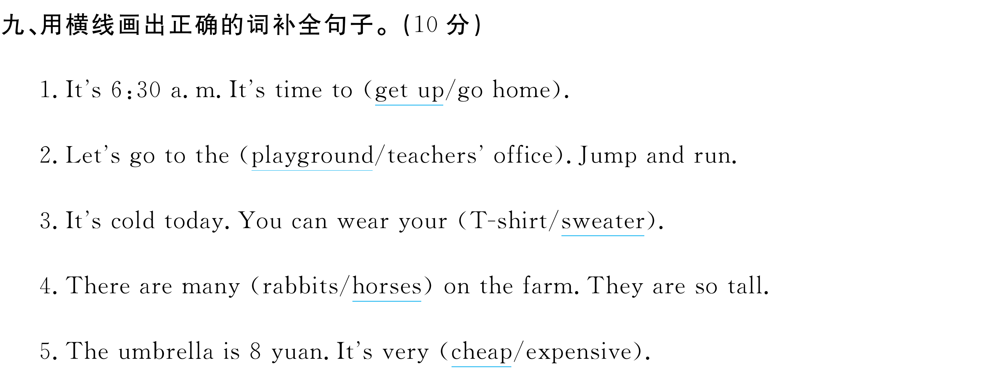 九、用横线画出正确的词补全句子。(10 分)
1. It’s 6:30 a. m. It’s time to (get up/go home).
2. Let’s go to the (playground/teachers’ office). Jump and run.
3. It’s cold today. You can wear your (T-shirt/sweater).
4. There are many (rabbits/horses) on the farm. They are so tall.
5. The umbrella is 8 yuan. It’s very (cheap/expensive).